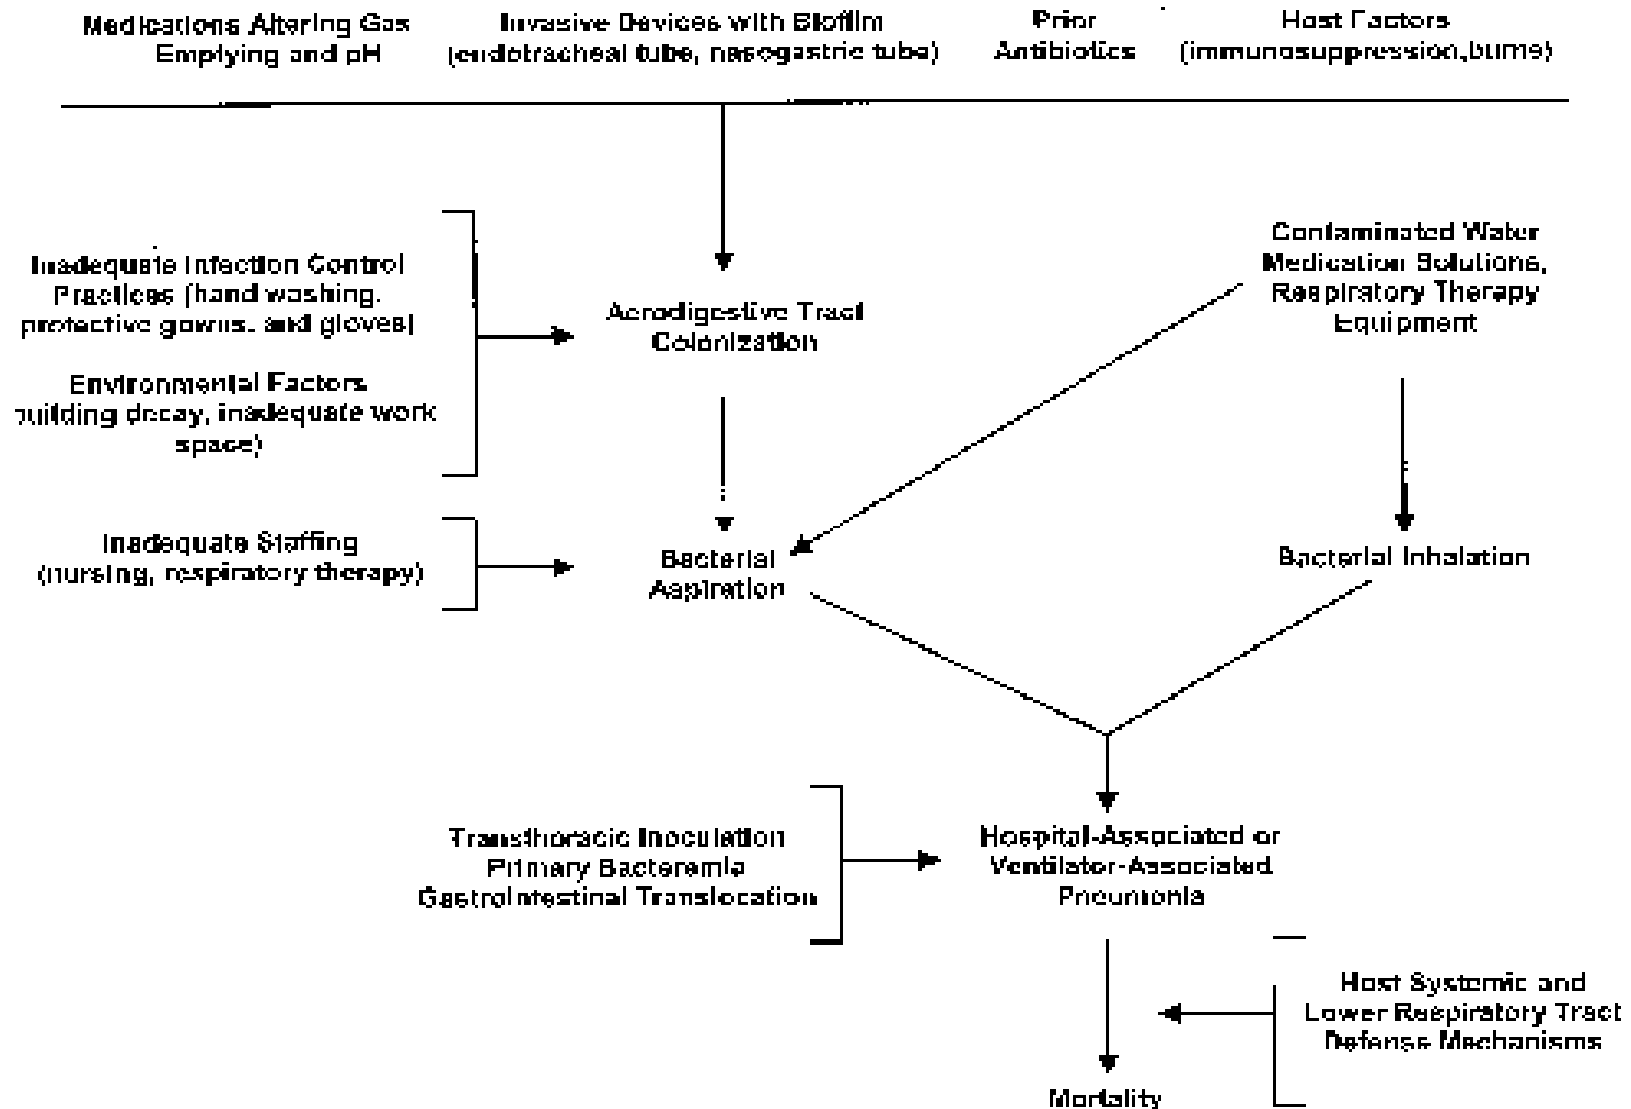 Medications Altering Gas
Emptying and pH
Invasive Devices with Biofilm
(endotracheal tube, nasogastric tube)
Prior
Antibiotics
Host Factors
(immunosuppression,burns)
Inadequate Infection Control
Practices (hand washing,
protective gowns, and gloves)
Environmental Factors
building decay, inadequate work
space)
Aerodigestive Tract
Colonization
Contaminated Water
Medication Solutions,
Respiratory Therapy
Equipment
Inadequate Staffing
(nursing, respiratory therapy)
Bacterial
Aspiration
Bacterial Inhalation
Transthoracic Inoculation
Primary Bacteremia
Gastrointestinal Translocation
Hospital-Associated or
Ventilator-Associated
Pneumonia
Host Systemic and
Lower Respiratory Tract
Defense Mechanisms
Mortality